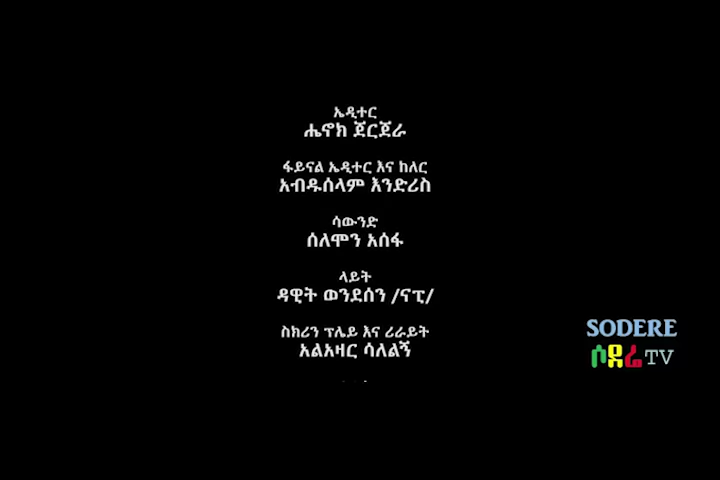 ኤዲተር
ሔኖክ ጀርጀራ
ፋይናል ኤዲተር እና ከለር
አብዱሰላም እንድሪስ
ሳውንድ
ሰለሞን አሰፋ
ላይት
ዳዊት ወንደሰን /ናፒ/
ስክሪን ፕሌይ እና ሪራይት
አልአዛር ሳለልኝ
SODERE
ሶደሬ TV